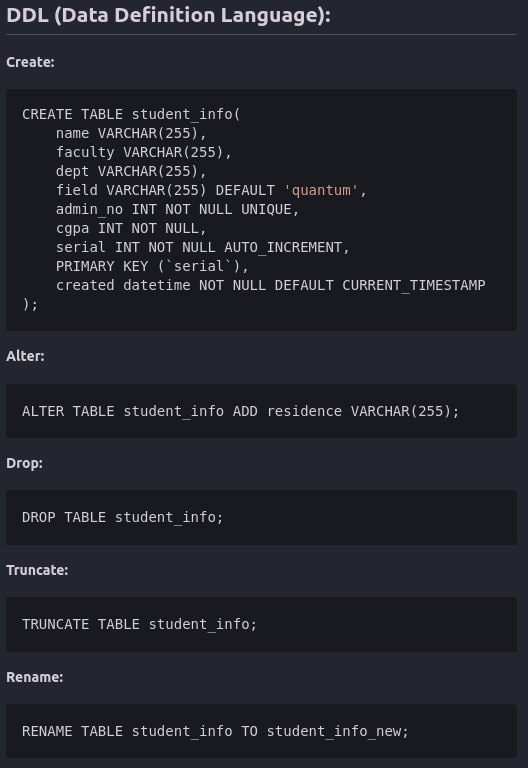 DDL (Data Definition Language):
Create:
CREATE TABLE student_info(
    name VARCHAR(255),
    faculty VARCHAR(255),
    dept VARCHAR(255),
    field VARCHAR(255) DEFAULT 'quantum',
    admin_no INT NOT NULL UNIQUE,
    cgpa INT NOT NULL,
    serial INT NOT NULL AUTO_INCREMENT,
    PRIMARY KEY (`serial`),
    created datetime NOT NULL DEFAULT CURRENT_TIMESTAMP
);
Alter:
ALTER TABLE student_info ADD residence VARCHAR(255);
Drop:
DROP TABLE student_info;
Truncate:
TRUNCATE TABLE student_info;
Rename:
RENAME TABLE student_info TO student_info_new;